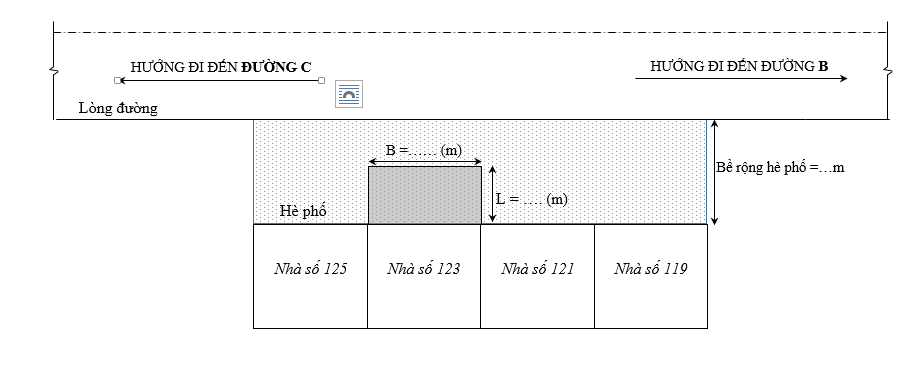 HƯỚNG ĐI ĐẾN ĐƯỜNG C
HƯỚNG ĐI ĐẾN ĐƯỜNG B
Lòng đường
B =…… (m)
Bề rộng hè phố =…m
L = …. (m)
Hè phố
Nhà số 125
Nhà số 123
Nhà số 121
Nhà số 119